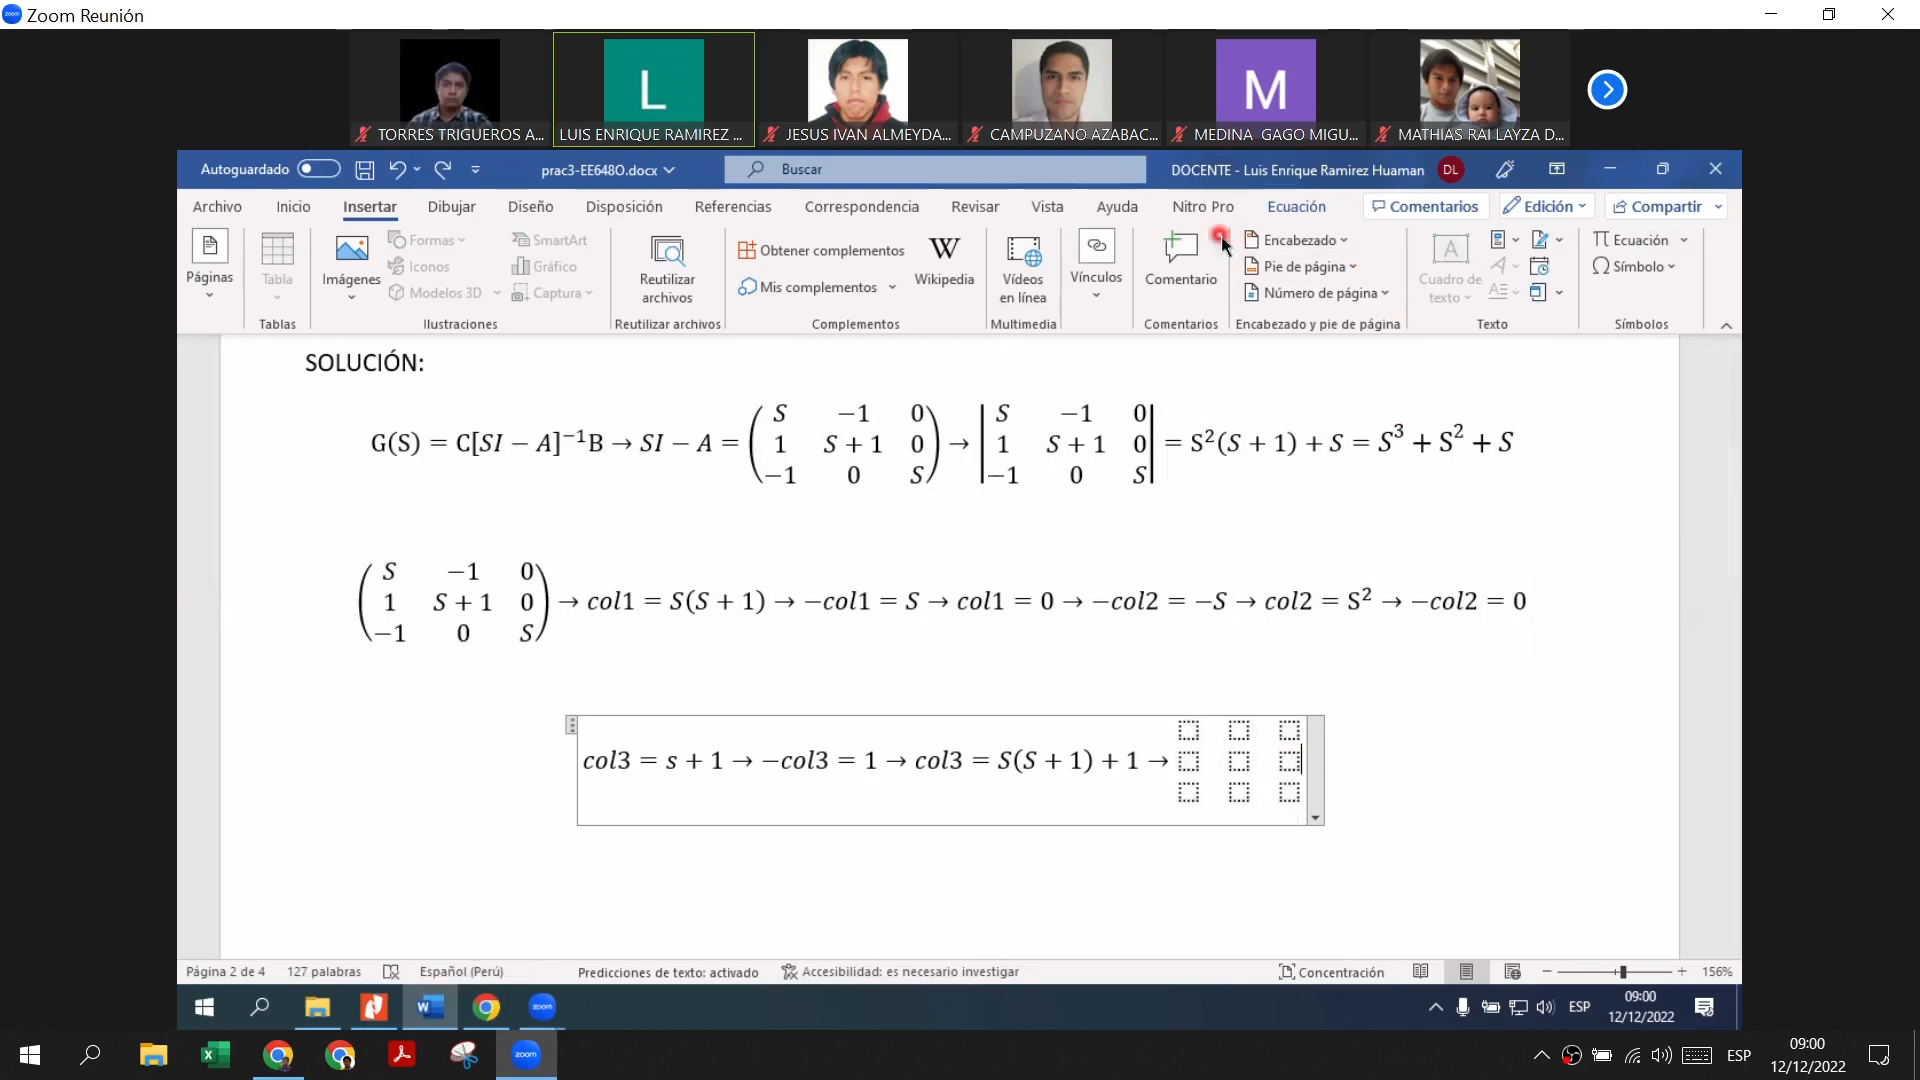 Zoom Reunión
L
M
TORRES TRIGUEROS A...
LUIS ENRIQUE RAMIREZ ...
JESUS IVAN ALMEYDA...
CAMPUZANO AZABAC...
MEDINA GAGO MIGU...
MATHIAS RAI LAYZA D...
Autoguardado
prac3-EE648O.docx
Buscar
DOCENTE - Luis Enrique Ramirez Huaman
DL
Archivo Inicio Insertar Dibujar Diseño Disposición Referencias Correspondencia Revisar Vista Ayuda Nitro Pro Ecuación Comentarios Edición Compartir
Páginas
Tabla
Tablas
Imágenes
Formas
Iconos
Modelos 3D
SmartArt
Gráfico
Captura
Ilustraciones
Reutilizar archivos
Reutilizar archivos
Obtener complementos
Mis complementos
W
Wikipedia
Complementos
Vídeos en línea
Multimedia
Vínculos
Comentario
Comentarios
Encabezado
Pie de página
Número de página
Encabezado y pie de página
A
Cuadro de texto
Texto
π Ecuación
Ω Símbolo
Símbolos
SOLUCIÓN:
G(S) = C[SI − A]⁻¹B → SI − A = (S −1 0; 1 S + 1 0; −1 0 S) → |S −1 0; 1 S + 1 0; −1 0 S| = S²(S + 1) + S = S³ + S² + S
(S −1 0; 1 S + 1 0; −1 0 S) → col1 = S(S + 1) → −col1 = S → col1 = 0 → −col2 = −S → col2 = S² → −col2 = 0
col3 = s + 1 → −col3 = 1 → col3 = S(S + 1) + 1 →
Página 2 de 4 127 palabras Español (Perú) Predicciones de texto: activado Accesibilidad: es necesario investigar Concentración 156%
W
zoom
ESP
09:00
12/12/2022
zoom
ESP
09:00
12/12/2022